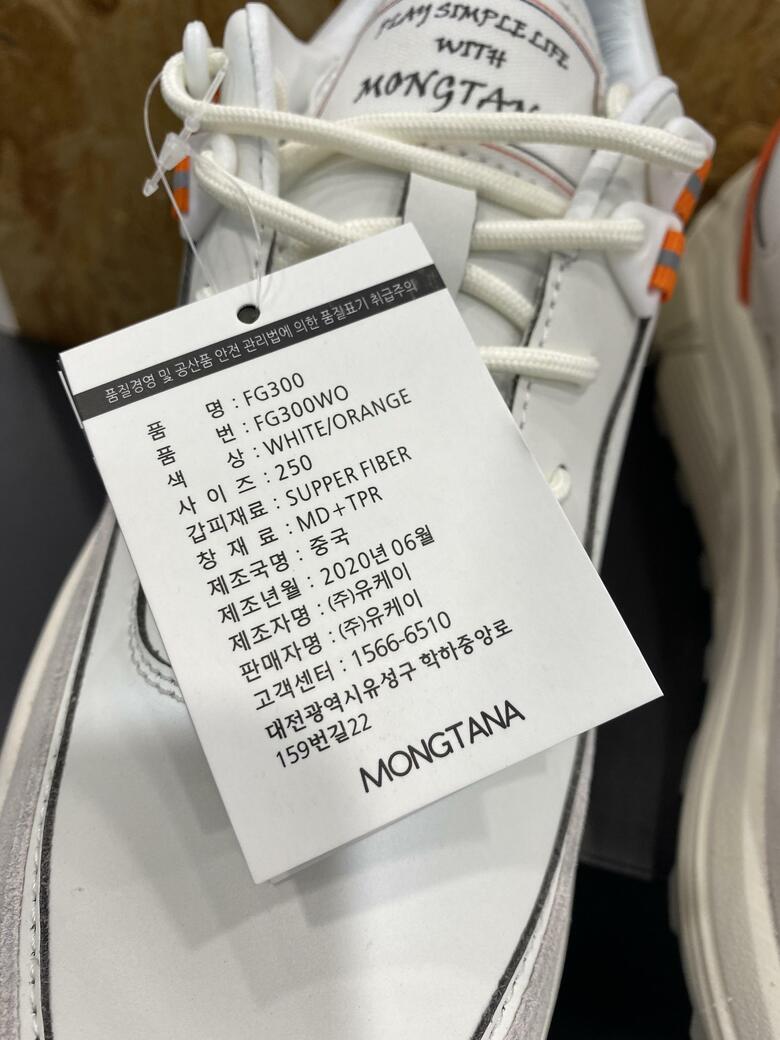 PLAY SIMPLE LIFE
WITH
MONGTAN
품질경영 및 공산품 안전 관리법에 의한 품질표기 취급주의
품 명 : FG300
품 번 : FG300WO
색 상 : WHITE/ORANGE
사 이 즈 : 250
갑피재료 : SUPPER FIBER
창 재 료 : MD+TPR
제조국명 : 중국
제조년월 : 2020년 06월
제조자명 : (주)유케이
판매자명 : (주)유케이
고객센터 : 1566-6510
대전광역시유성구 학하중앙로
159번길22
MONGTANA